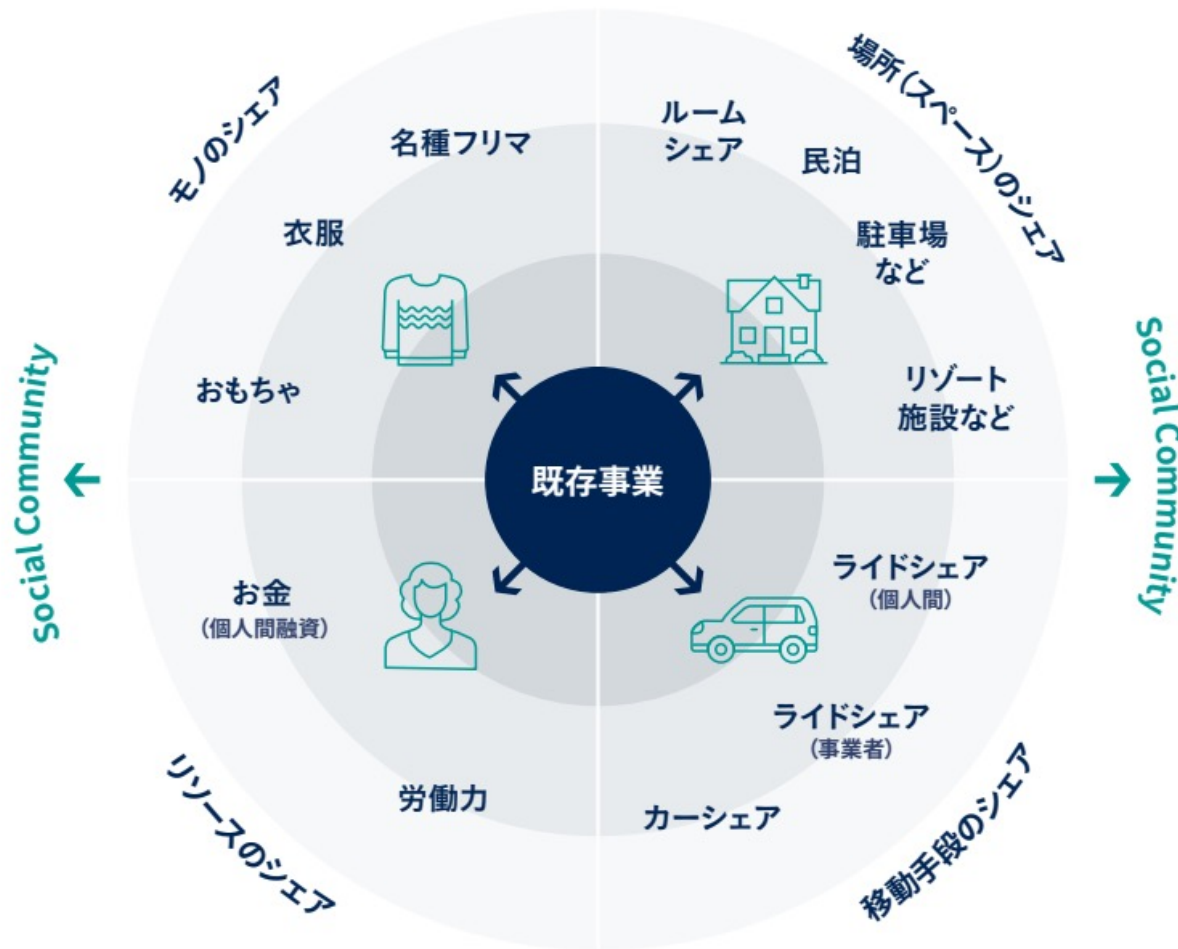 モノのシェア
名種フリマ
衣服
おもちゃ
場所（スペース）のシェア
ルーム
シェア
民泊
駐車場
など
リゾート
施設など
Social Community
既存事業
Social Community
お金
（個人間融資）
労働力
リソースのシェア
ライドシェア
（個人間）
ライドシェア
（事業者）
カーシェア
移動手段のシェア